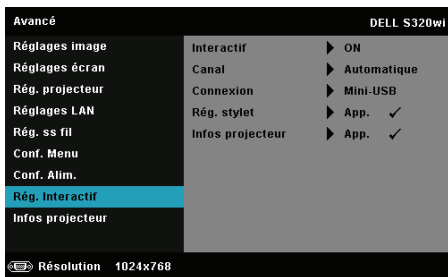 Avancé DELL S320wi
Réglages image
Réglages écran
Rég. projecteur
Réglages LAN
Rég. ss fil
Conf. Menu
Conf. Alim.
Rég. Interactif
Infos projecteur
Interactif ON
Canal Automatique
Connexion Mini-USB
Rég. stylet App. ✓
Infos projecteur App. ✓
Résolution 1024x768